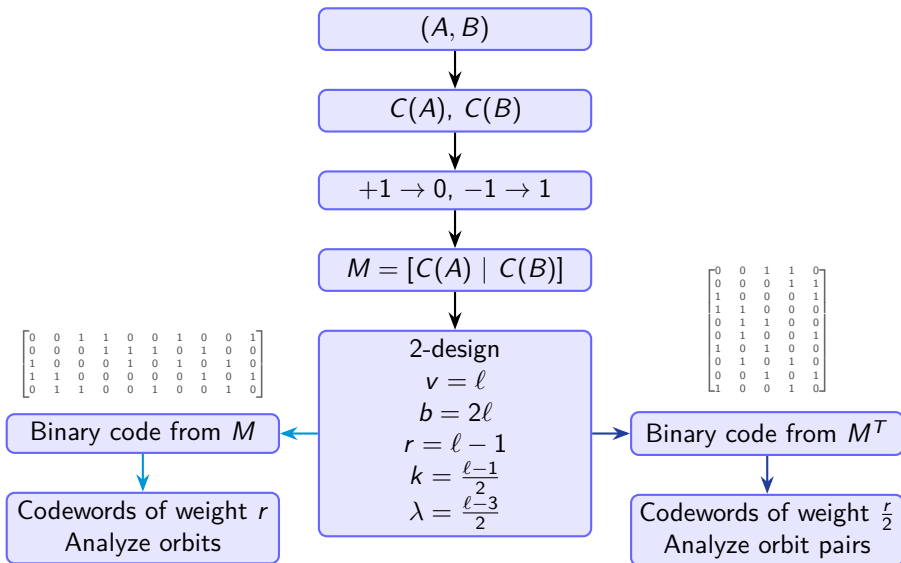 (A, B)
C(A), C(B)
+1 → 0, −1 → 1
M = [C(A) | C(B)]
0 0 1 1 0 0 1 0 0 1
0 0 0 1 1 1 0 1 0 0
1 0 0 0 1 0 1 0 1 0
1 1 0 0 0 0 0 1 0 1
0 1 1 0 0 1 0 0 1 0
Binary code from M
Codewords of weight r
Analyze orbits
2-design
v = ℓ
b = 2ℓ
r = ℓ − 1
k = \frac{ℓ−1}{2}
λ = \frac{ℓ−3}{2}
0 0 1 1 0
0 0 0 1 1
1 0 0 0 1
1 1 0 0 0
0 1 1 0 0
0 1 0 0 1
1 0 1 0 0
0 1 0 1 0
0 0 1 0 1
1 0 0 1 0
Binary code from M^T
Codewords of weight \frac{r}{2}
Analyze orbit pairs